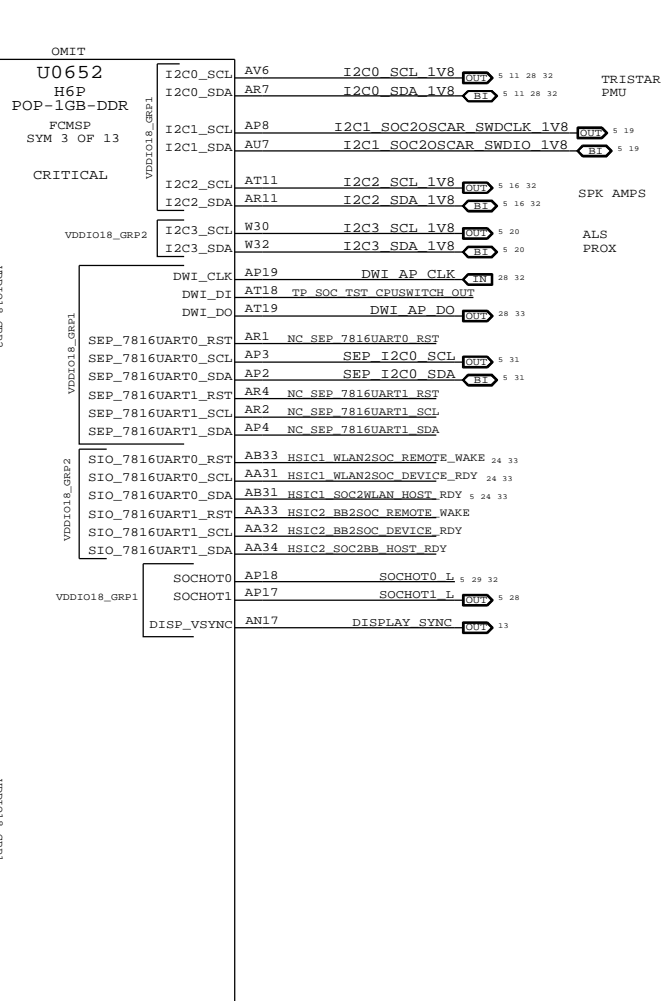 OMIT
U0652
H6P
POP-1GB-DDR
FCMSP
SYM 3 OF 13
CRITICAL
VDDIO18_GRP1
I2C0_SCL AV6 I2C0_SCL_1V8 OUT 5 11 28 32
I2C0_SDA AR7 I2C0_SDA_1V8 BI 5 11 28 32
TRISTAR
PMU
I2C1_SCL AP8 I2C1_SOC2OSCAR_SWDCLK_1V8 OUT 5 19
I2C1_SDA AU7 I2C1_SOC2OSCAR_SWDIO_1V8 BI 5 19
I2C2_SCL AT11 I2C2_SCL_1V8 OUT 5 16 32
I2C2_SDA AR11 I2C2_SDA_1V8 BI 5 16 32
SPK AMPS
VDDIO18_GRP2
I2C3_SCL W30 I2C3_SCL_1V8 OUT 5 20
I2C3_SDA W32 I2C3_SDA_1V8 BI 5 20
ALS
PROX
VDDIO18_GRP1
DWI_CLK AP19 DWI_AP_CLK IN 28 32
DWI_DI AT18 TP_SOC_TST_CPUSWITCH_OUT
DWI_DO AT19 DWI_AP_DO OUT 28 33
SEP_7816UART0_RST AR1 NC_SEP_7816UART0_RST
SEP_7816UART0_SCL AP3 SEP_I2C0_SCL OUT 5 31
SEP_7816UART0_SDA AP2 SEP_I2C0_SDA BI 5 31
SEP_7816UART1_RST AR4 NC_SEP_7816UART1_RST
SEP_7816UART1_SCL AR2 NC_SEP_7816UART1_SCL
SEP_7816UART1_SDA AP4 NC_SEP_7816UART1_SDA
VDDIO18_GRP2
SIO_7816UART0_RST AB33 HSIC1_WLAN2SOC_REMOTE_WAKE 24 33
SIO_7816UART0_SCL AA31 HSIC1_WLAN2SOC_DEVICE_RDY 24 33
SIO_7816UART0_SDA AB31 HSIC1_SOC2WLAN_HOST_RDY 5 24 33
SIO_7816UART1_RST AA33 HSIC2_BB2SOC_REMOTE_WAKE
SIO_7816UART1_SCL AA32 HSIC2_BB2SOC_DEVICE_RDY
SIO_7816UART1_SDA AA34 HSIC2_SOC2BB_HOST_RDY
VDDIO18_GRP1
SOCHOT0 AP18 SOCHOT0_L 5 29 32
SOCHOT1 AP17 SOCHOT1_L OUT 5 28
DISP_VSYNC AN17 DISPLAY_SYNC OUT 13